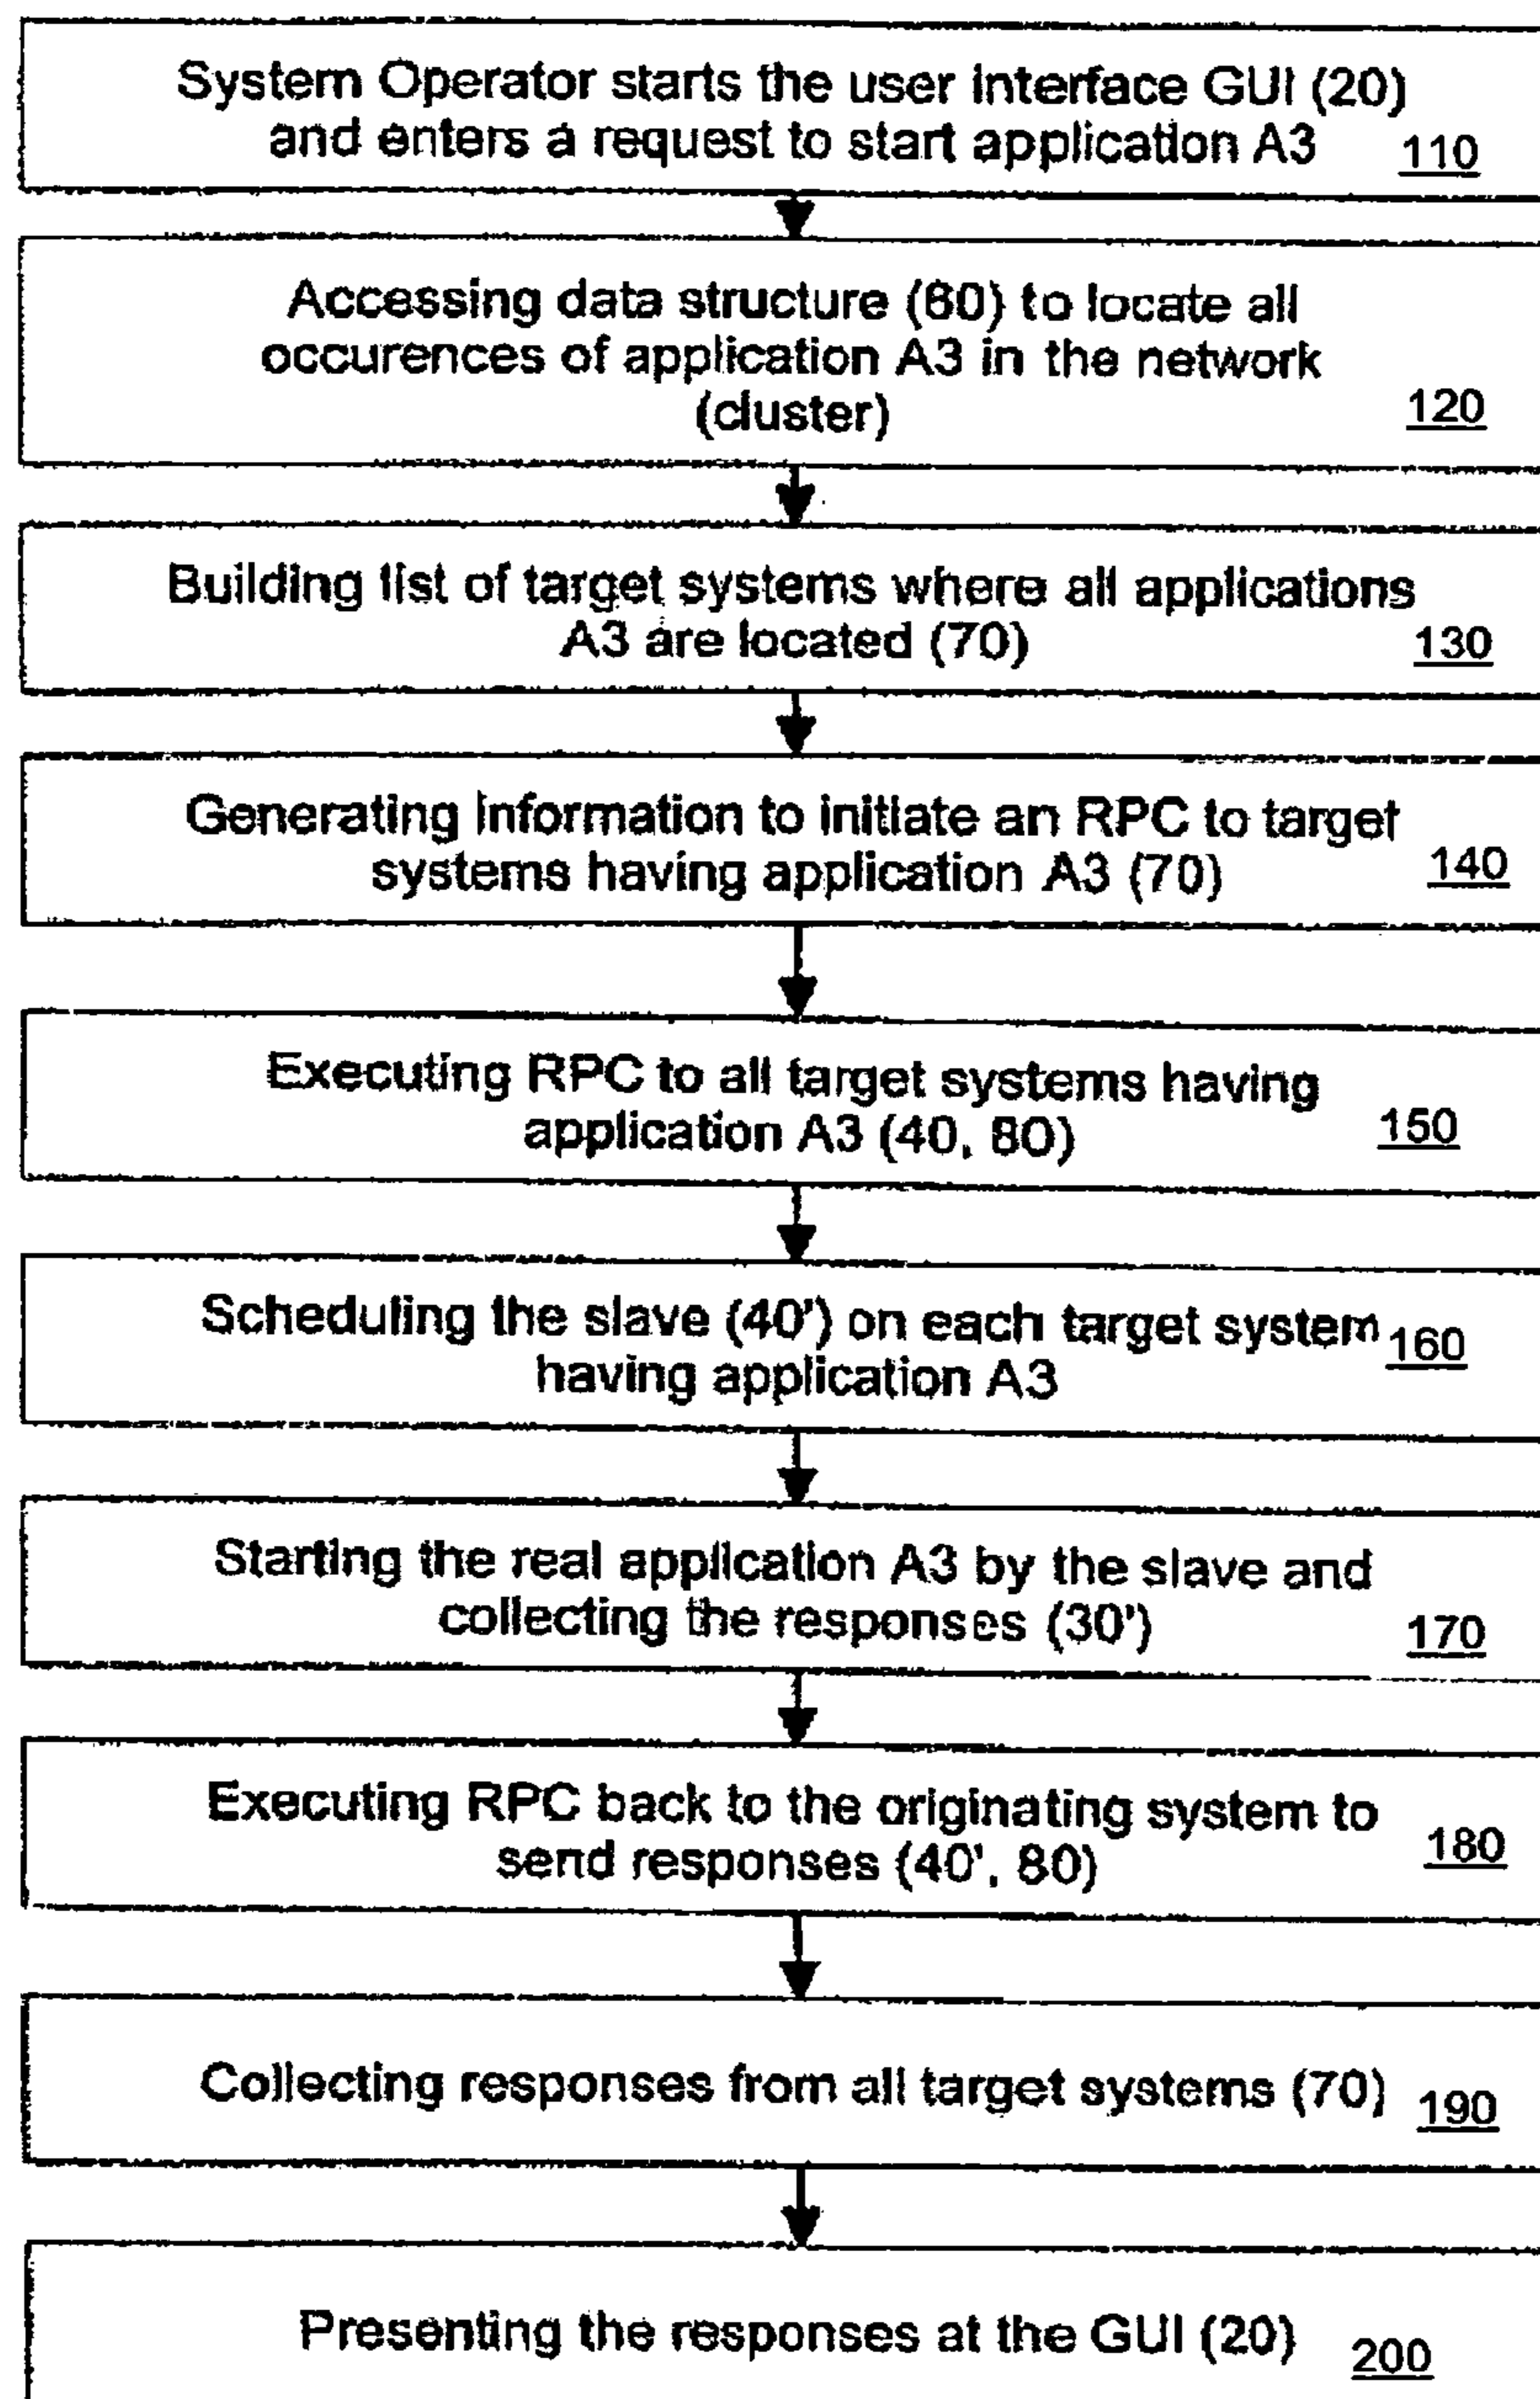 System Operator starts the user interface GUI (20)
and enters a request to start application A3 110
Accessing data structure (60) to locate all
occurences of application A3 in the network
(cluster) 120
Building list of target systems where all applications
A3 are located (70) 130
Generating information to initiate an RPC to target
systems having application A3 (70) 140
Executing RPC to all target systems having
application A3 (40, 80) 150
Scheduling the slave (40') on each target system 160
having application A3
Starting the real application A3 by the slave and
collecting the responses (30') 170
Executing RPC back to the originating system to
send responses (40', 80) 180
Collecting responses from all target systems (70) 190
Presenting the responses at the GUI (20) 200